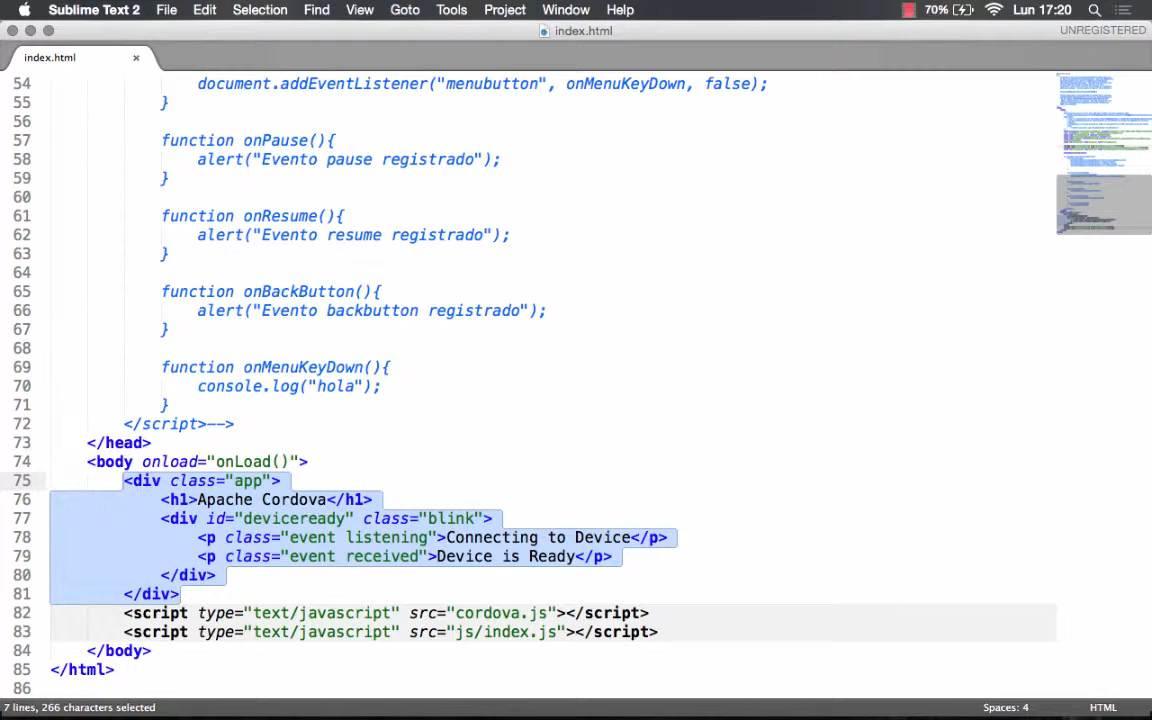 Sublime Text 2 File Edit Selection Find View Goto Tools Project Window Help 70% Lun 17:20
index.html UNREGISTERED
index.html ×
54 document.addEventListener("menubutton", onMenuKeyDown, false);
55 }
56
57 function onPause(){
58 alert("Evento pause registrado");
59 }
60
61 function onResume(){
62 alert("Evento resume registrado");
63 }
64
65 function onBackButton(){
66 alert("Evento backbutton registrado");
67 }
68
69 function onMenuKeyDown(){
70 console.log("hola");
71 }
72 </script>-->
73 </head>
74 <body onload="onLoad()">
75 <div class="app">
76 <h1>Apache Cordova</h1>
77 <div id="deviceready" class="blink">
78 <p class="event listening">Connecting to Device</p>
79 <p class="event received">Device is Ready</p>
80 </div>
81 </div>
82 <script type="text/javascript" src="cordova.js"></script>
83 <script type="text/javascript" src="js/index.js"></script>
84 </body>
85 </html>
86
7 lines, 266 characters selected Spaces: 4 HTML